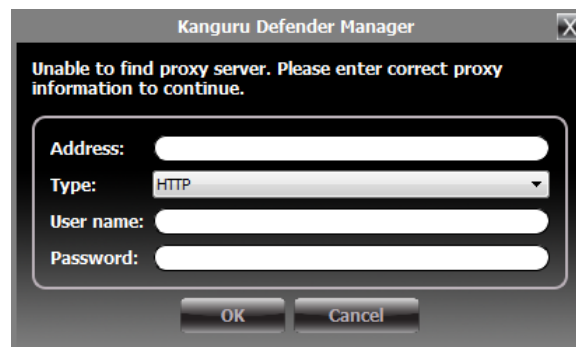 Kanguru Defender Manager
X
Unable to find proxy server. Please enter correct proxy
information to continue.
Address:
Type: HTTP
User name:
Password:
OK Cancel